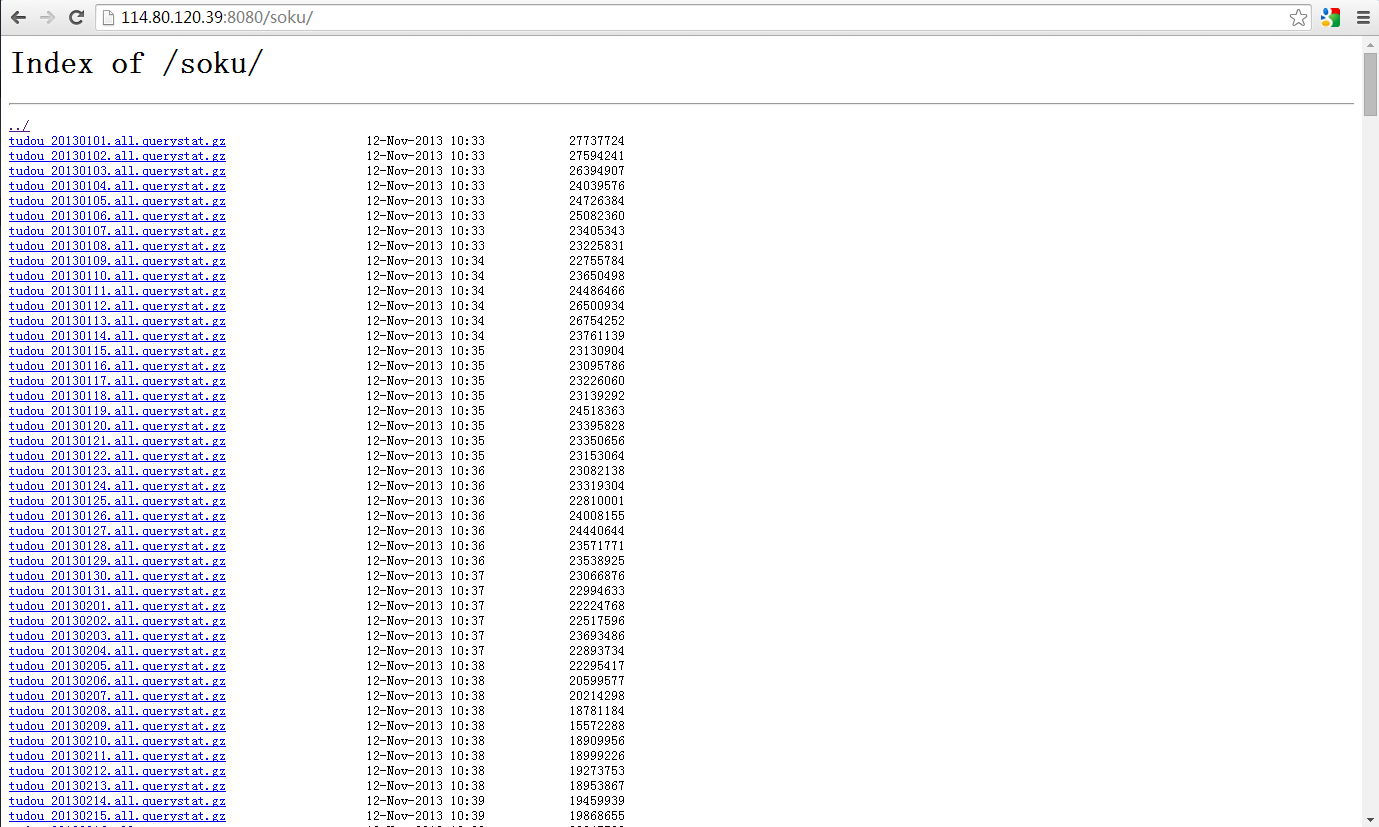 114.80.120.39:8080/soku/
Index of /soku/
../
tudou_20130101.all.querystat.gz 12-Nov-2013 10:33 27737724
tudou_20130102.all.querystat.gz 12-Nov-2013 10:33 27594241
tudou_20130103.all.querystat.gz 12-Nov-2013 10:33 26394907
tudou_20130104.all.querystat.gz 12-Nov-2013 10:33 24039576
tudou_20130105.all.querystat.gz 12-Nov-2013 10:33 24726384
tudou_20130106.all.querystat.gz 12-Nov-2013 10:33 25082360
tudou_20130107.all.querystat.gz 12-Nov-2013 10:33 23405343
tudou_20130108.all.querystat.gz 12-Nov-2013 10:33 23225831
tudou_20130109.all.querystat.gz 12-Nov-2013 10:34 22755784
tudou_20130110.all.querystat.gz 12-Nov-2013 10:34 23650498
tudou_20130111.all.querystat.gz 12-Nov-2013 10:34 24486466
tudou_20130112.all.querystat.gz 12-Nov-2013 10:34 26500934
tudou_20130113.all.querystat.gz 12-Nov-2013 10:34 26754252
tudou_20130114.all.querystat.gz 12-Nov-2013 10:34 23761139
tudou_20130115.all.querystat.gz 12-Nov-2013 10:35 23130904
tudou_20130116.all.querystat.gz 12-Nov-2013 10:35 23095786
tudou_20130117.all.querystat.gz 12-Nov-2013 10:35 23226060
tudou_20130118.all.querystat.gz 12-Nov-2013 10:35 23139292
tudou_20130119.all.querystat.gz 12-Nov-2013 10:35 24518363
tudou_20130120.all.querystat.gz 12-Nov-2013 10:35 23395828
tudou_20130121.all.querystat.gz 12-Nov-2013 10:35 23350656
tudou_20130122.all.querystat.gz 12-Nov-2013 10:35 23153064
tudou_20130123.all.querystat.gz 12-Nov-2013 10:36 23082138
tudou_20130124.all.querystat.gz 12-Nov-2013 10:36 23319304
tudou_20130125.all.querystat.gz 12-Nov-2013 10:36 22810001
tudou_20130126.all.querystat.gz 12-Nov-2013 10:36 24008155
tudou_20130127.all.querystat.gz 12-Nov-2013 10:36 24440644
tudou_20130128.all.querystat.gz 12-Nov-2013 10:36 23571771
tudou_20130129.all.querystat.gz 12-Nov-2013 10:36 23538925
tudou_20130130.all.querystat.gz 12-Nov-2013 10:37 23066876
tudou_20130131.all.querystat.gz 12-Nov-2013 10:37 22994633
tudou_20130201.all.querystat.gz 12-Nov-2013 10:37 22224768
tudou_20130202.all.querystat.gz 12-Nov-2013 10:37 22517596
tudou_20130203.all.querystat.gz 12-Nov-2013 10:37 23693486
tudou_20130204.all.querystat.gz 12-Nov-2013 10:37 22893734
tudou_20130205.all.querystat.gz 12-Nov-2013 10:38 22295417
tudou_20130206.all.querystat.gz 12-Nov-2013 10:38 20599577
tudou_20130207.all.querystat.gz 12-Nov-2013 10:38 20214298
tudou_20130208.all.querystat.gz 12-Nov-2013 10:38 18781184
tudou_20130209.all.querystat.gz 12-Nov-2013 10:38 15572288
tudou_20130210.all.querystat.gz 12-Nov-2013 10:38 18909956
tudou_20130211.all.querystat.gz 12-Nov-2013 10:38 18999226
tudou_20130212.all.querystat.gz 12-Nov-2013 10:38 19273753
tudou_20130213.all.querystat.gz 12-Nov-2013 10:38 18953867
tudou_20130214.all.querystat.gz 12-Nov-2013 10:39 19459939
tudou_20130215.all.querystat.gz 12-Nov-2013 10:39 19868655